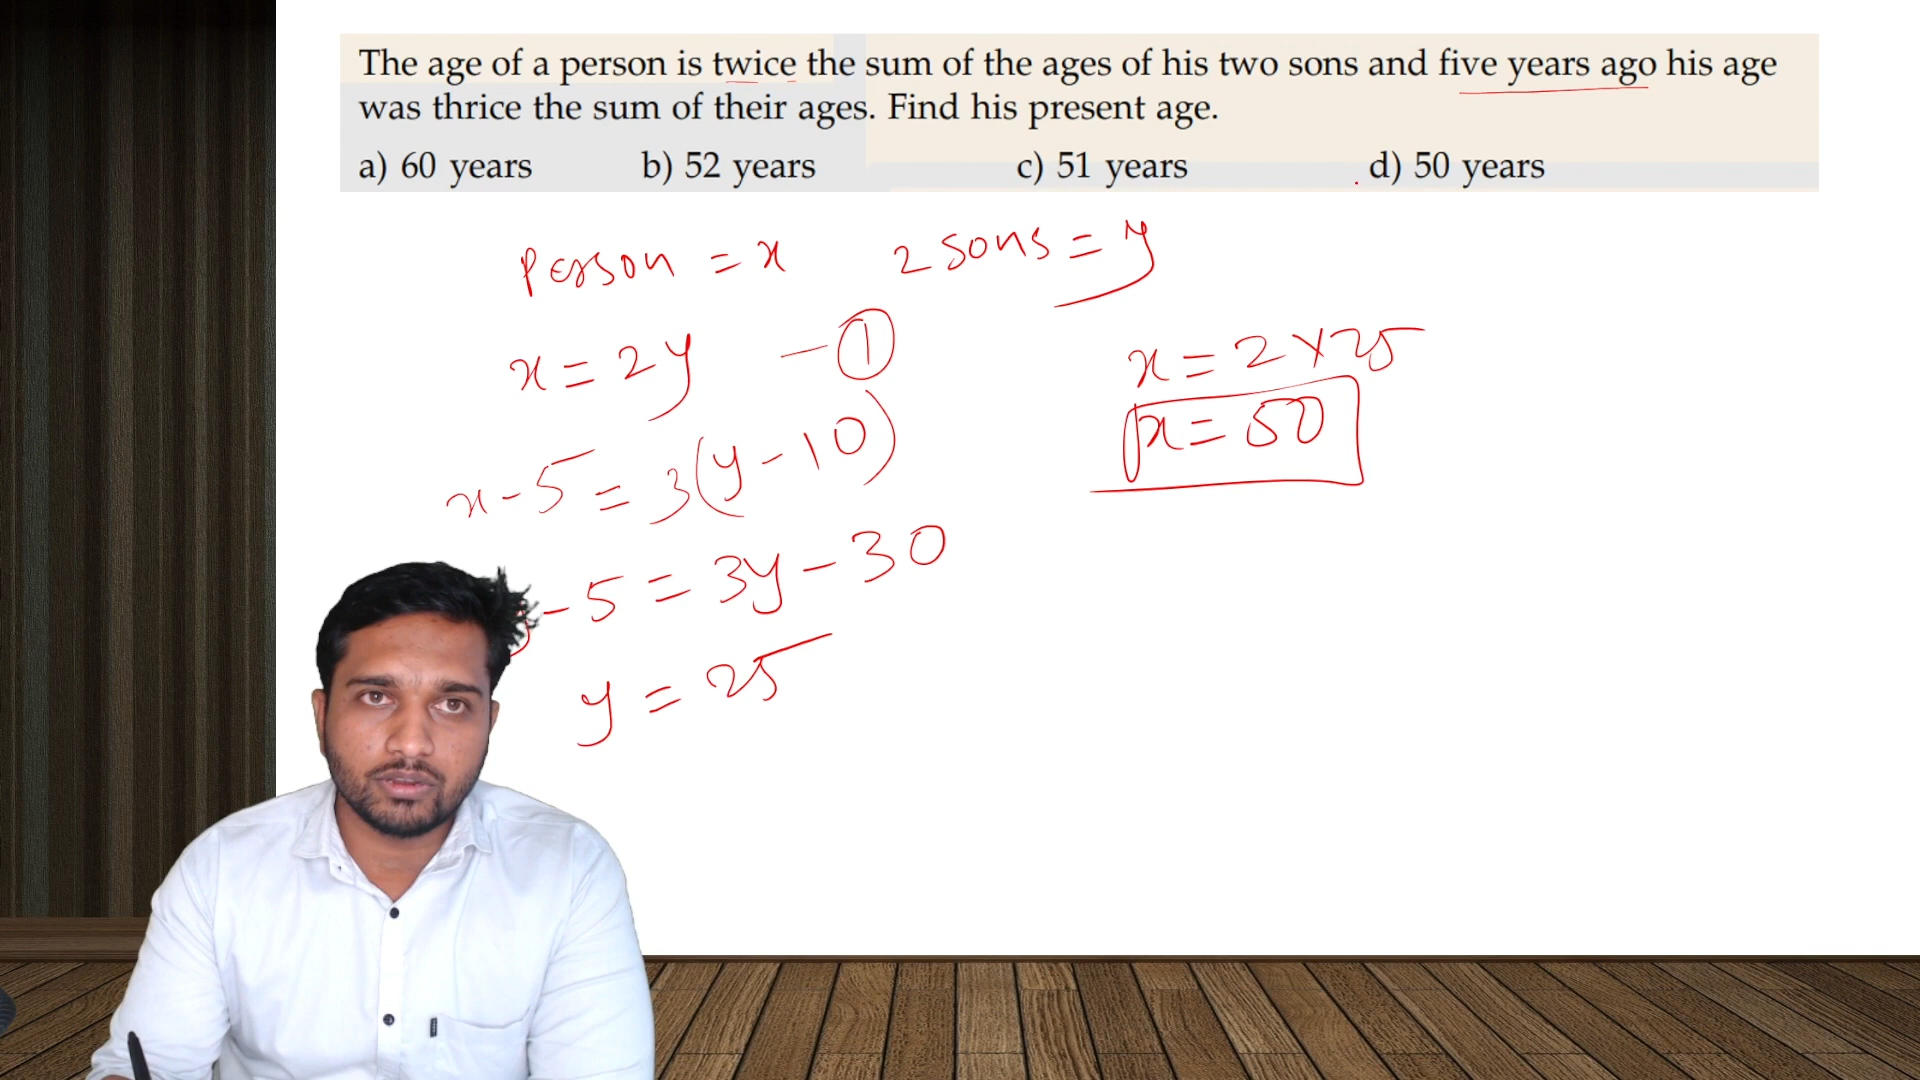 The age of a person is twice the sum of the ages of his two sons and five years ago his age
was thrice the sum of their ages. Find his present age.
a) 60 years b) 52 years c) 51 years d) 50 years
Person = x 2 sons = y
x = 2y - ①
x - 5 = 3(y - 10)
- 5 = 3y - 30
y = 25
x = 2 x 25
x = 50